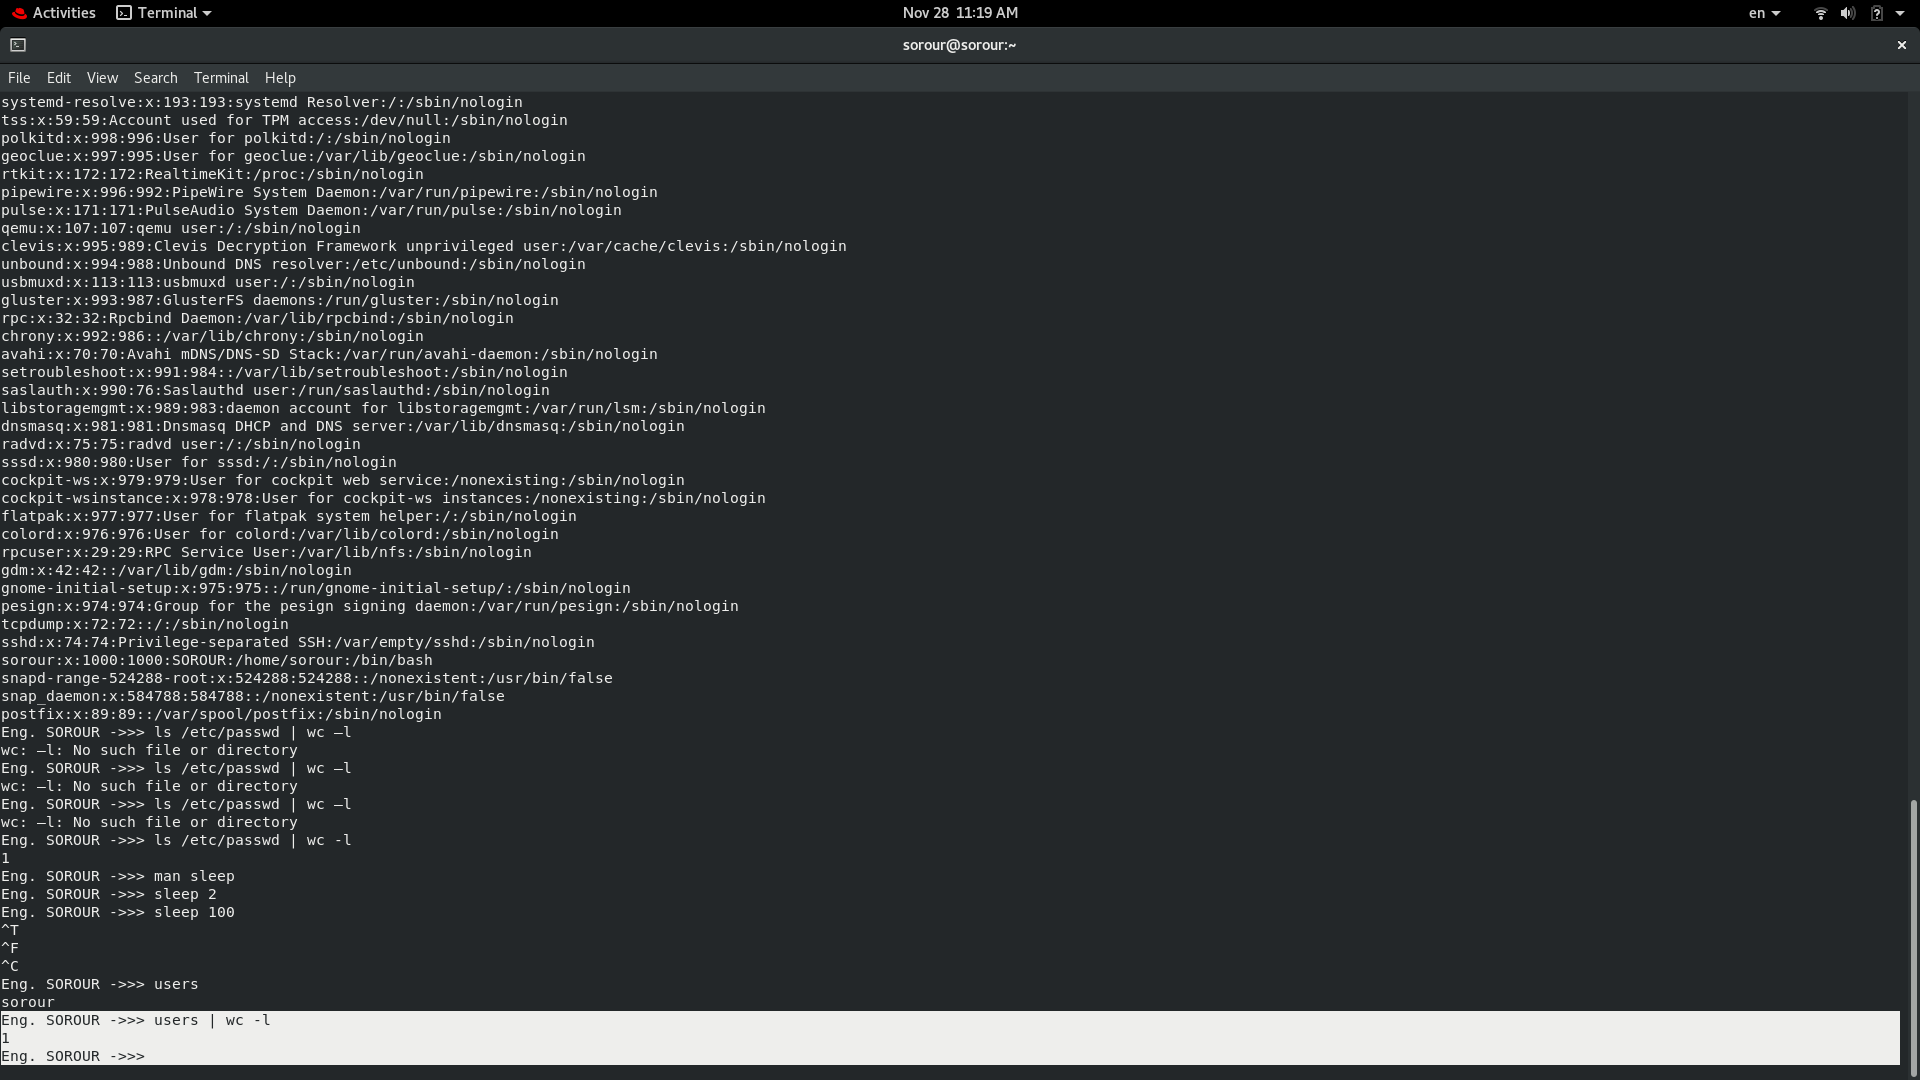 Activities Terminal Nov 28 11:19 AM en
sorour@sorour:~
File Edit View Search Terminal Help
systemd-resolve:x:193:193:systemd Resolver:/:/sbin/nologin
tss:x:59:59:Account used for TPM access:/dev/null:/sbin/nologin
polkitd:x:998:996:User for polkitd:/:/sbin/nologin
geoclue:x:997:995:User for geoclue:/var/lib/geoclue:/sbin/nologin
rtkit:x:172:172:RealtimeKit:/proc:/sbin/nologin
pipewire:x:996:992:PipeWire System Daemon:/var/run/pipewire:/sbin/nologin
pulse:x:171:171:PulseAudio System Daemon:/var/run/pulse:/sbin/nologin
qemu:x:107:107:qemu user:/:/sbin/nologin
clevis:x:995:989:Clevis Decryption Framework unprivileged user:/var/cache/clevis:/sbin/nologin
unbound:x:994:988:Unbound DNS resolver:/etc/unbound:/sbin/nologin
usbmuxd:x:113:113:usbmuxd user:/:/sbin/nologin
gluster:x:993:987:GlusterFS daemons:/run/gluster:/sbin/nologin
rpc:x:32:32:Rpcbind Daemon:/var/lib/rpcbind:/sbin/nologin
chrony:x:992:986::/var/lib/chrony:/sbin/nologin
avahi:x:70:70:Avahi mDNS/DNS-SD Stack:/var/run/avahi-daemon:/sbin/nologin
setroubleshoot:x:991:984::/var/lib/setroubleshoot:/sbin/nologin
saslauth:x:990:76:Saslauthd user:/run/saslauthd:/sbin/nologin
libstoragemgmt:x:989:983:daemon account for libstoragemgmt:/var/run/lsm:/sbin/nologin
dnsmasq:x:981:981:Dnsmasq DHCP and DNS server:/var/lib/dnsmasq:/sbin/nologin
radvd:x:75:75:radvd user:/:/sbin/nologin
sssd:x:980:980:User for sssd:/:/sbin/nologin
cockpit-ws:x:979:979:User for cockpit web service:/nonexisting:/sbin/nologin
cockpit-wsinstance:x:978:978:User for cockpit-ws instances:/nonexisting:/sbin/nologin
flatpak:x:977:977:User for flatpak system helper:/:/sbin/nologin
colord:x:976:976:User for colord:/var/lib/colord:/sbin/nologin
rpcuser:x:29:29:RPC Service User:/var/lib/nfs:/sbin/nologin
gdm:x:42:42::/var/lib/gdm:/sbin/nologin
gnome-initial-setup:x:975:975::/run/gnome-initial-setup/:/sbin/nologin
pesign:x:974:974:Group for the pesign signing daemon:/var/run/pesign:/sbin/nologin
tcpdump:x:72:72::/:/sbin/nologin
sshd:x:74:74:Privilege-separated SSH:/var/empty/sshd:/sbin/nologin
sorour:x:1000:1000:SOROUR:/home/sorour:/bin/bash
snapd-range-524288-root:x:524288:524288::/nonexistent:/usr/bin/false
snap_daemon:x:584788:584788::/nonexistent:/usr/bin/false
postfix:x:89:89::/var/spool/postfix:/sbin/nologin
Eng. SOROUR ->>> ls /etc/passwd | wc –l
wc: –l: No such file or directory
Eng. SOROUR ->>> ls /etc/passwd | wc –l
wc: –l: No such file or directory
Eng. SOROUR ->>> ls /etc/passwd | wc –l
wc: –l: No such file or directory
Eng. SOROUR ->>> ls /etc/passwd | wc -l
1
Eng. SOROUR ->>> man sleep
Eng. SOROUR ->>> sleep 2
Eng. SOROUR ->>> sleep 100
^T
^F
^C
Eng. SOROUR ->>> users
sorour
Eng. SOROUR ->>> users | wc -l
1
Eng. SOROUR ->>>